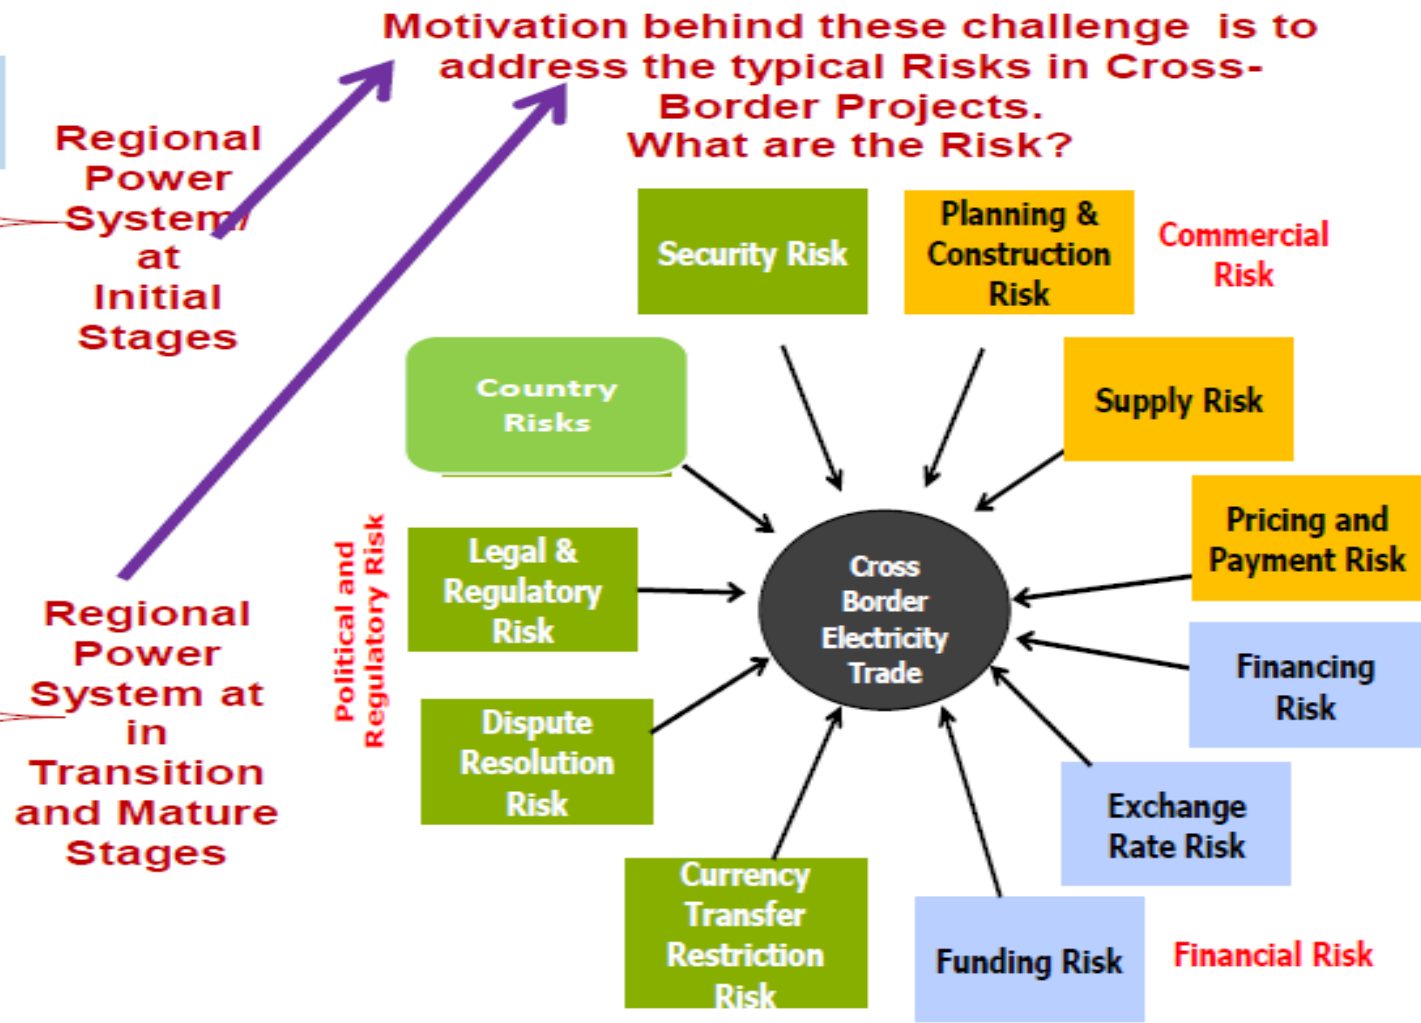 Motivation behind these challenge is to
address the typical Risks in Cross-
Border Projects.
What are the Risk?
Regional
Power
System/
at
Initial
Stages
Regional
Power
System at
in
Transition
and Mature
Stages
Security Risk
Planning &
Construction
Risk
Commercial
Risk
Country
Risks
Supply Risk
Political and
Regulatory Risk
Legal &
Regulatory
Risk
Cross
Border
Electricity
Trade
Pricing and
Payment Risk
Financing
Risk
Dispute
Resolution
Risk
Exchange
Rate Risk
Currency
Transfer
Restriction
Risk
Funding Risk
Financial Risk